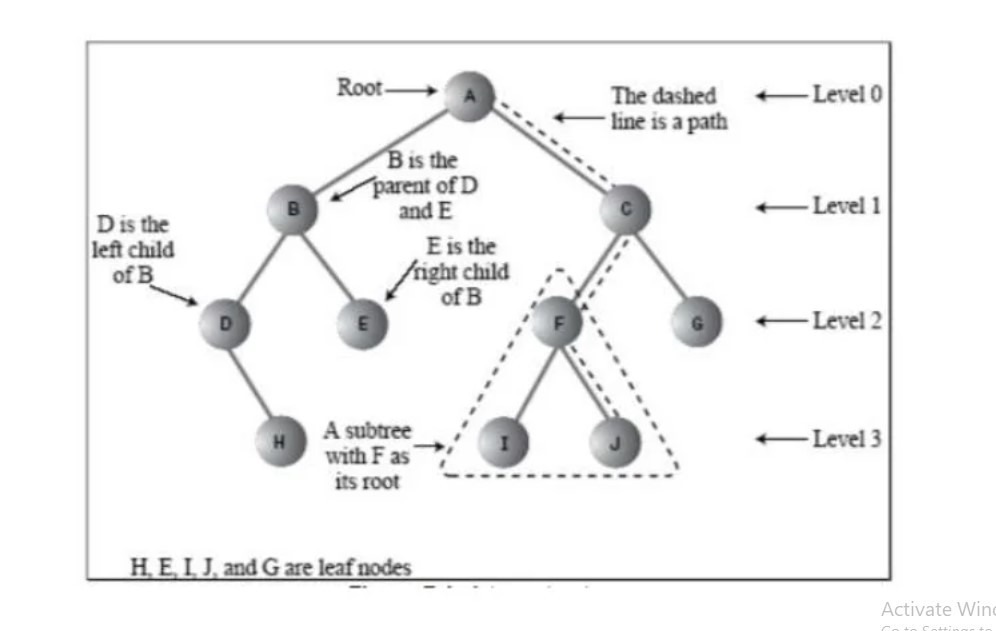 Root
A
The dashed
line is a path
Level 0
B is the
parent of D
and E
B
C
Level 1
D is the
left child
of B
E is the
right child
of B
D
E
F
G
Level 2
H
A subtree
with F as
its root
I
J
Level 3
H, E, I, J, and G are leaf nodes
Activate Win